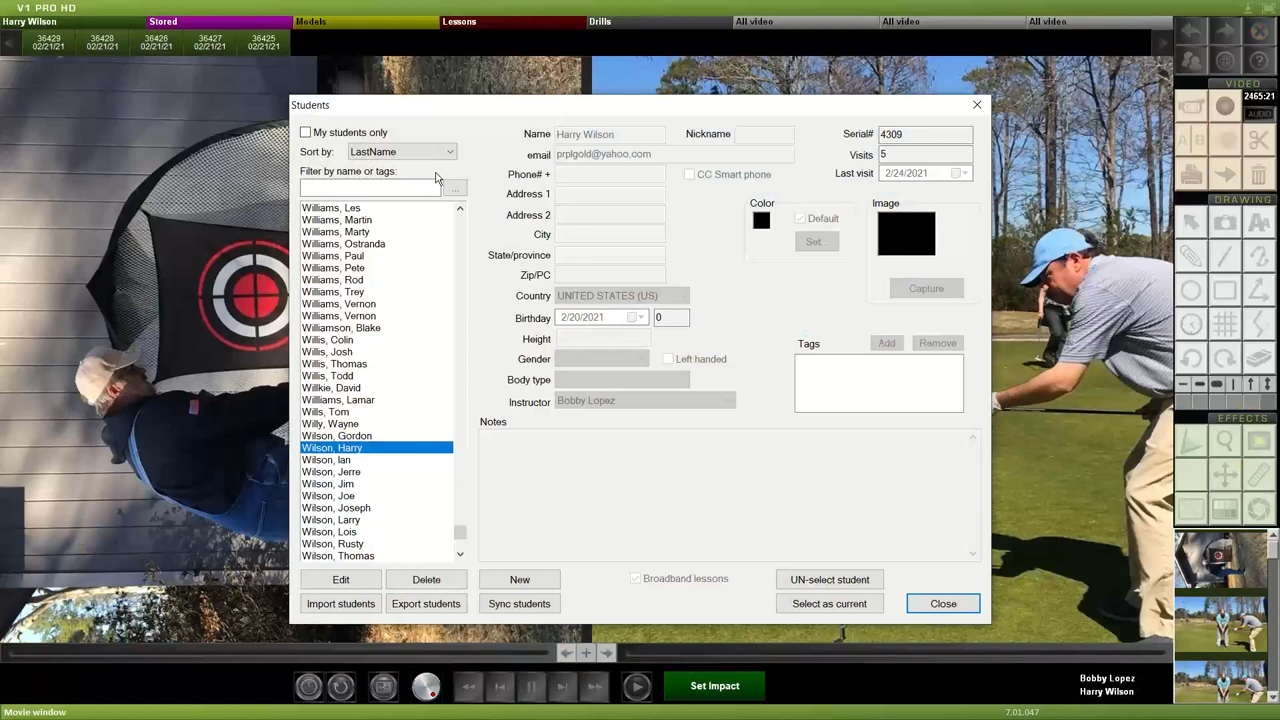 V1 PRO HD
Harry Wilson Stored Models Lessons Drills All video All video All video
36429 36428 36426 36427 36425
02/21/21 02/21/21 02/21/21 02/21/21 02/21/21
Students
My students only
Sort by: LastName
Filter by name or tags:
...
Williams, Les
Williams, Martin
Williams, Marty
Williams, Ostranda
Williams, Paul
Williams, Pete
Williams, Rod
Williams, Trey
Williams, Vernon
Williams, Vernon
Williamson, Blake
Willis, Colin
Willis, Josh
Willis, Thomas
Willis, Todd
Willkie, David
Willliams, Lamar
Wills, Tom
Willy, Wayne
Wilson, Gordon
Wilson, Harry
Wilson, Ian
Wilson, Jerre
Wilson, Jim
Wilson, Joe
Wilson, Joseph
Wilson, Larry
Wilson, Lois
Wilson, Rusty
Wilson, Thomas
Edit Delete New
Import students Export students Sync students
Name Harry Wilson Nickname
email prplgold@yahoo.com
Phone# + CC Smart phone
Address 1
Address 2
City
State/province
Zip/PC
Country UNITED STATES (US)
Birthday 2/20/2021 0
Height
Gender Left handed
Body type
Instructor Bobby Lopez
Serial# 4309
Visits 5
Last visit 2/24/2021
Color
Default
Set...
Image
Capture
Tags Add Remove
Notes
Broadband lessons UN-select student
Select as current Close
VIDEO
2465:21
AUDIO
A B
DRAWING
A
EFFECTS
Set Impact
Bobby Lopez
Harry Wilson
Movie window 7.01.047